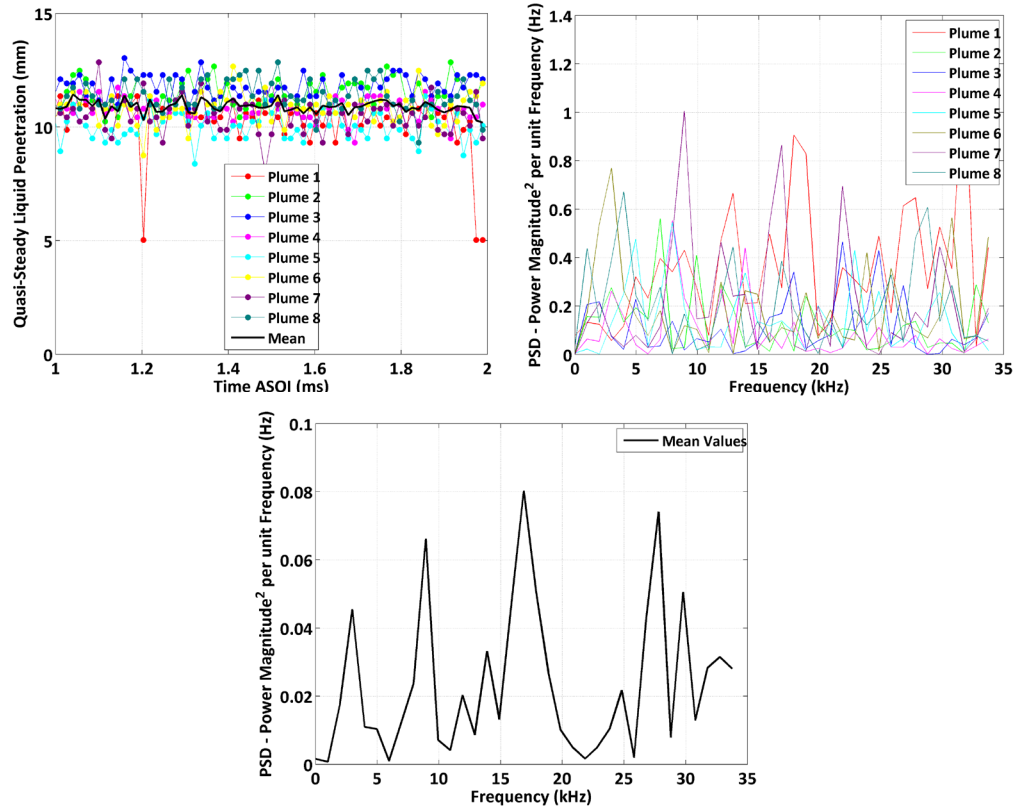 Quasi-Steady Liquid Penetration (mm)
15
10
5
0
1
1.2
1.4
1.6
1.8
2
Time ASOI (ms)
Plume 1
Plume 2
Plume 3
Plume 4
Plume 5
Plume 6
Plume 7
Plume 8
Mean
PSD - Power Magnitude² per unit Frequency (Hz)
1.4
1.2
1
0.8
0.6
0.4
0.2
0
0
5
10
15
20
25
30
35
Frequency (kHz)
Plume 1
Plume 2
Plume 3
Plume 4
Plume 5
Plume 6
Plume 7
Plume 8
PSD - Power Magnitude² per unit Frequency (Hz)
0.1
0.08
0.06
0.04
0.02
0
0
5
10
15
20
25
30
35
Frequency (kHz)
Mean Values